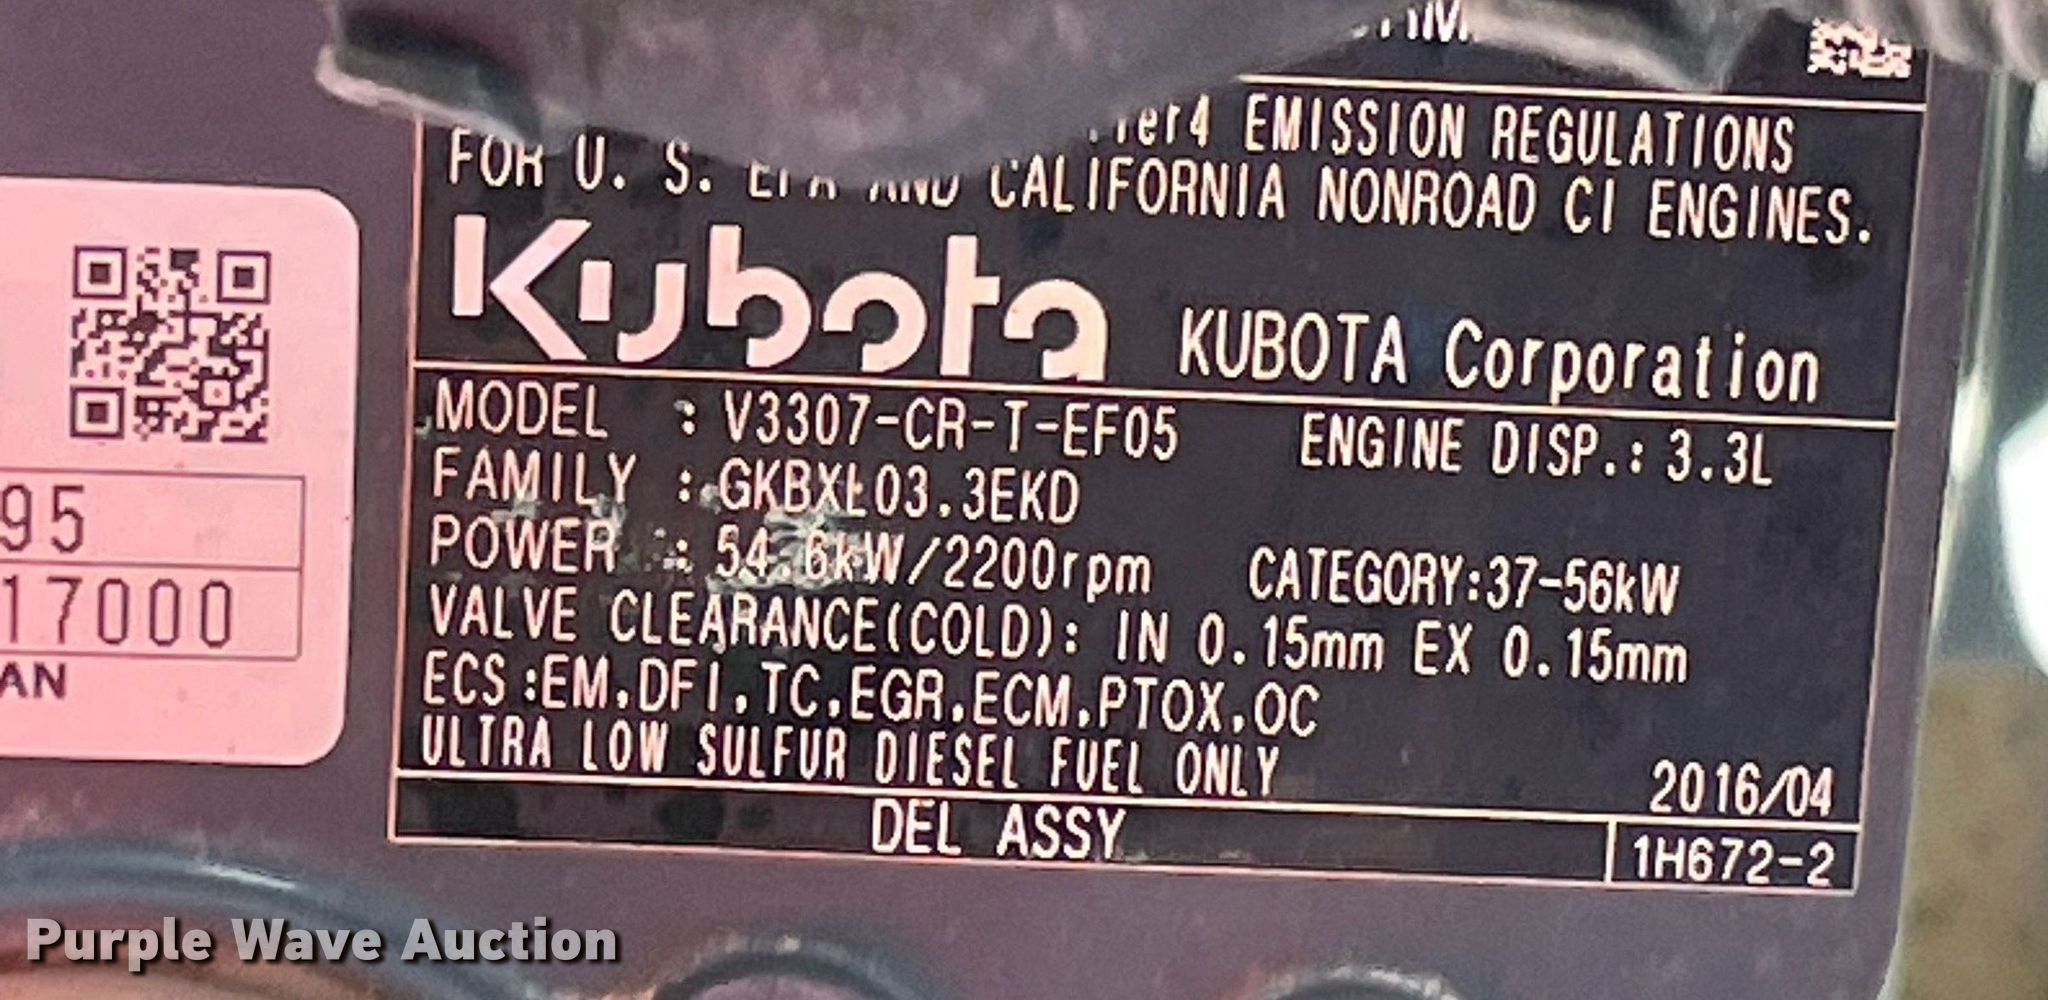 Tier4 EMISSION REGULATIONS
FOR U. S. EPA AND CALIFORNIA NONROAD CI ENGINES.
Kubota KUBOTA Corporation
MODEL : V3307-CR-T-EF05 ENGINE DISP.: 3.3L
FAMILY : GKBXL03.3EKD
POWER : 54.6kW/2200rpm CATEGORY:37-56kW
VALVE CLEARANCE(COLD): IN 0.15mm EX 0.15mm
ECS:EM,DFI,TC,EGR,ECM,PTOX,OC
ULTRA LOW SULFUR DIESEL FUEL ONLY
2016/04
DEL ASSY 1H672-2
95
17000
AN
Purple Wave Auction